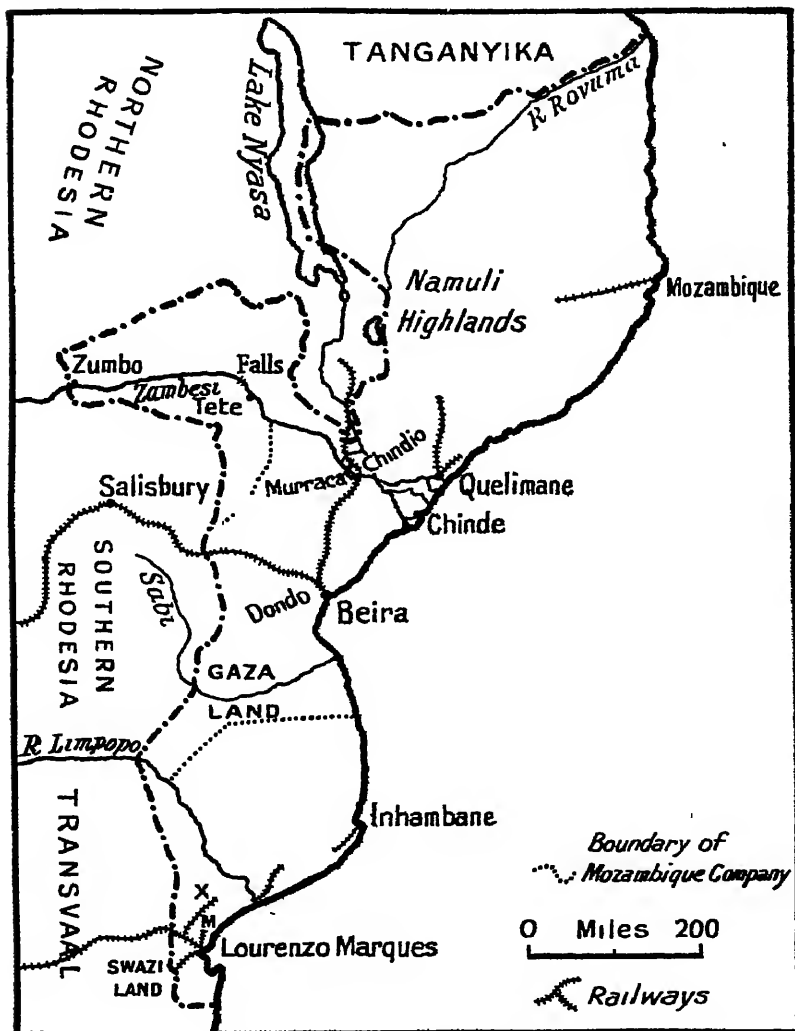 TANGANYIKA
NORTHERN
RHODESIA
Lake Nyasa
R Rovuma
Namuli
Highlands
Mozambique
Zumbo
Falls
Zambesi
Tete
Chindio
Murraca
Quelimane
Salisbury
Chinde
SOUTHERN
RHODESIA
Sabi
Dondo
Beira
GAZA
LAND
R Limpopo
TRANSVAAL
Inhambane
Boundary of
Mozambique Company
X
M
0 Miles 200
Lourenzo Marques
SWAZI
LAND
Railways